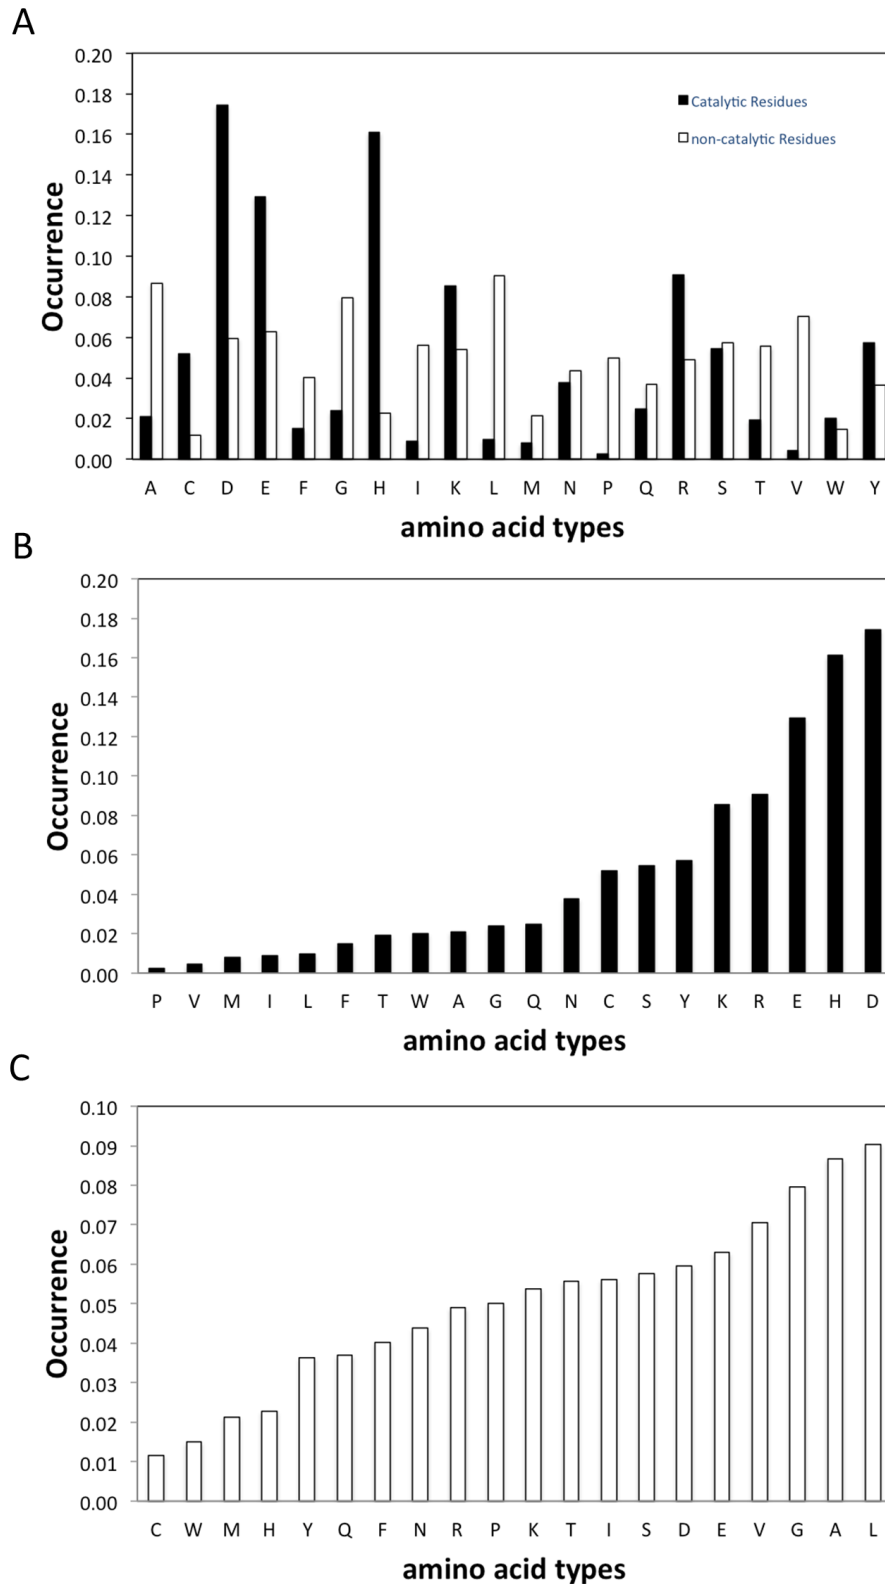 A
0.20
0.18
0.16
0.14
0.12
0.10
0.08
0.06
0.04
0.02
0.00
Occurrence
Catalytic Residues
non-catalytic Residues
A C D E F G H I K L M N P Q R S T V W Y
amino acid types
B
0.20
0.18
0.16
0.14
0.12
0.10
0.08
0.06
0.04
0.02
0.00
Occurrence
P V M I L F T W A G Q N C S Y K R E H D
amino acid types
C
0.10
0.09
0.08
0.07
0.06
0.05
0.04
0.03
0.02
0.01
0.00
Occurrence
C W M H Y Q F N R P K T I S D E V G A L
amino acid types